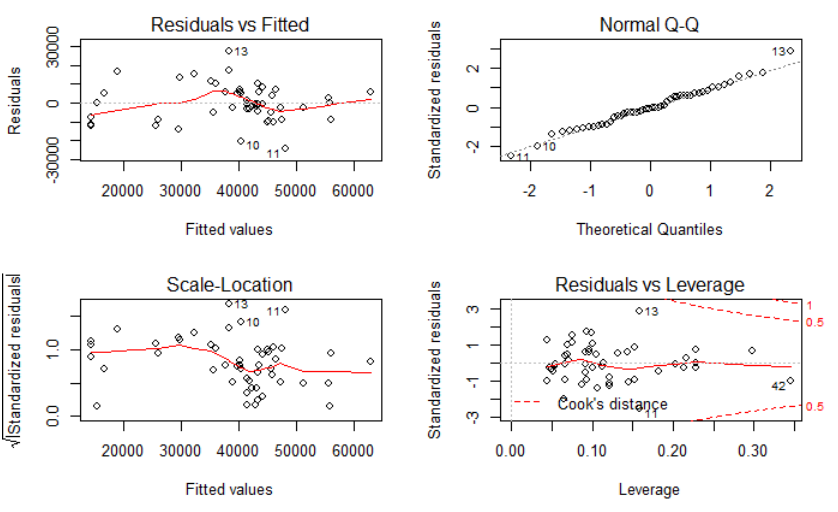 Residuals vs Fitted
Residuals
30000
0
-30000
13
10
11
20000 30000 40000 50000 60000
Fitted values
Normal Q-Q
Standardized residuals
2
0
-2
13
10
11
-2 -1 0 1 2
Theoretical Quantiles
Scale-Location
√|Standardized residuals|
1.0
0.0
13
11
10
20000 30000 40000 50000 60000
Fitted values
Residuals vs Leverage
Standardized residuals
3
1
-1
-3
13
1
0.5
42
0.5
Cook's distance
11
0.00 0.10 0.20 0.30
Leverage